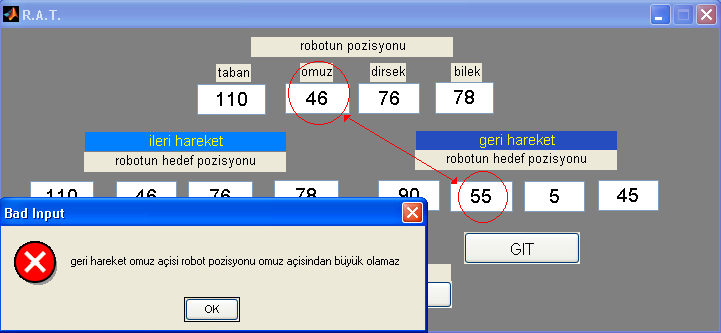 R.A.T.
robotun pozisyonu
taban omuz dirsek bilek
110 46 76 78
ileri hareket geri hareket
robotun hedef pozisyonu robotun hedef pozisyonu
110 46 76 78 90 55 5 45
Bad Input
geri hareket omuz açisi robot pozisyonu omuz açisindan büyük olamaz
GIT
OK